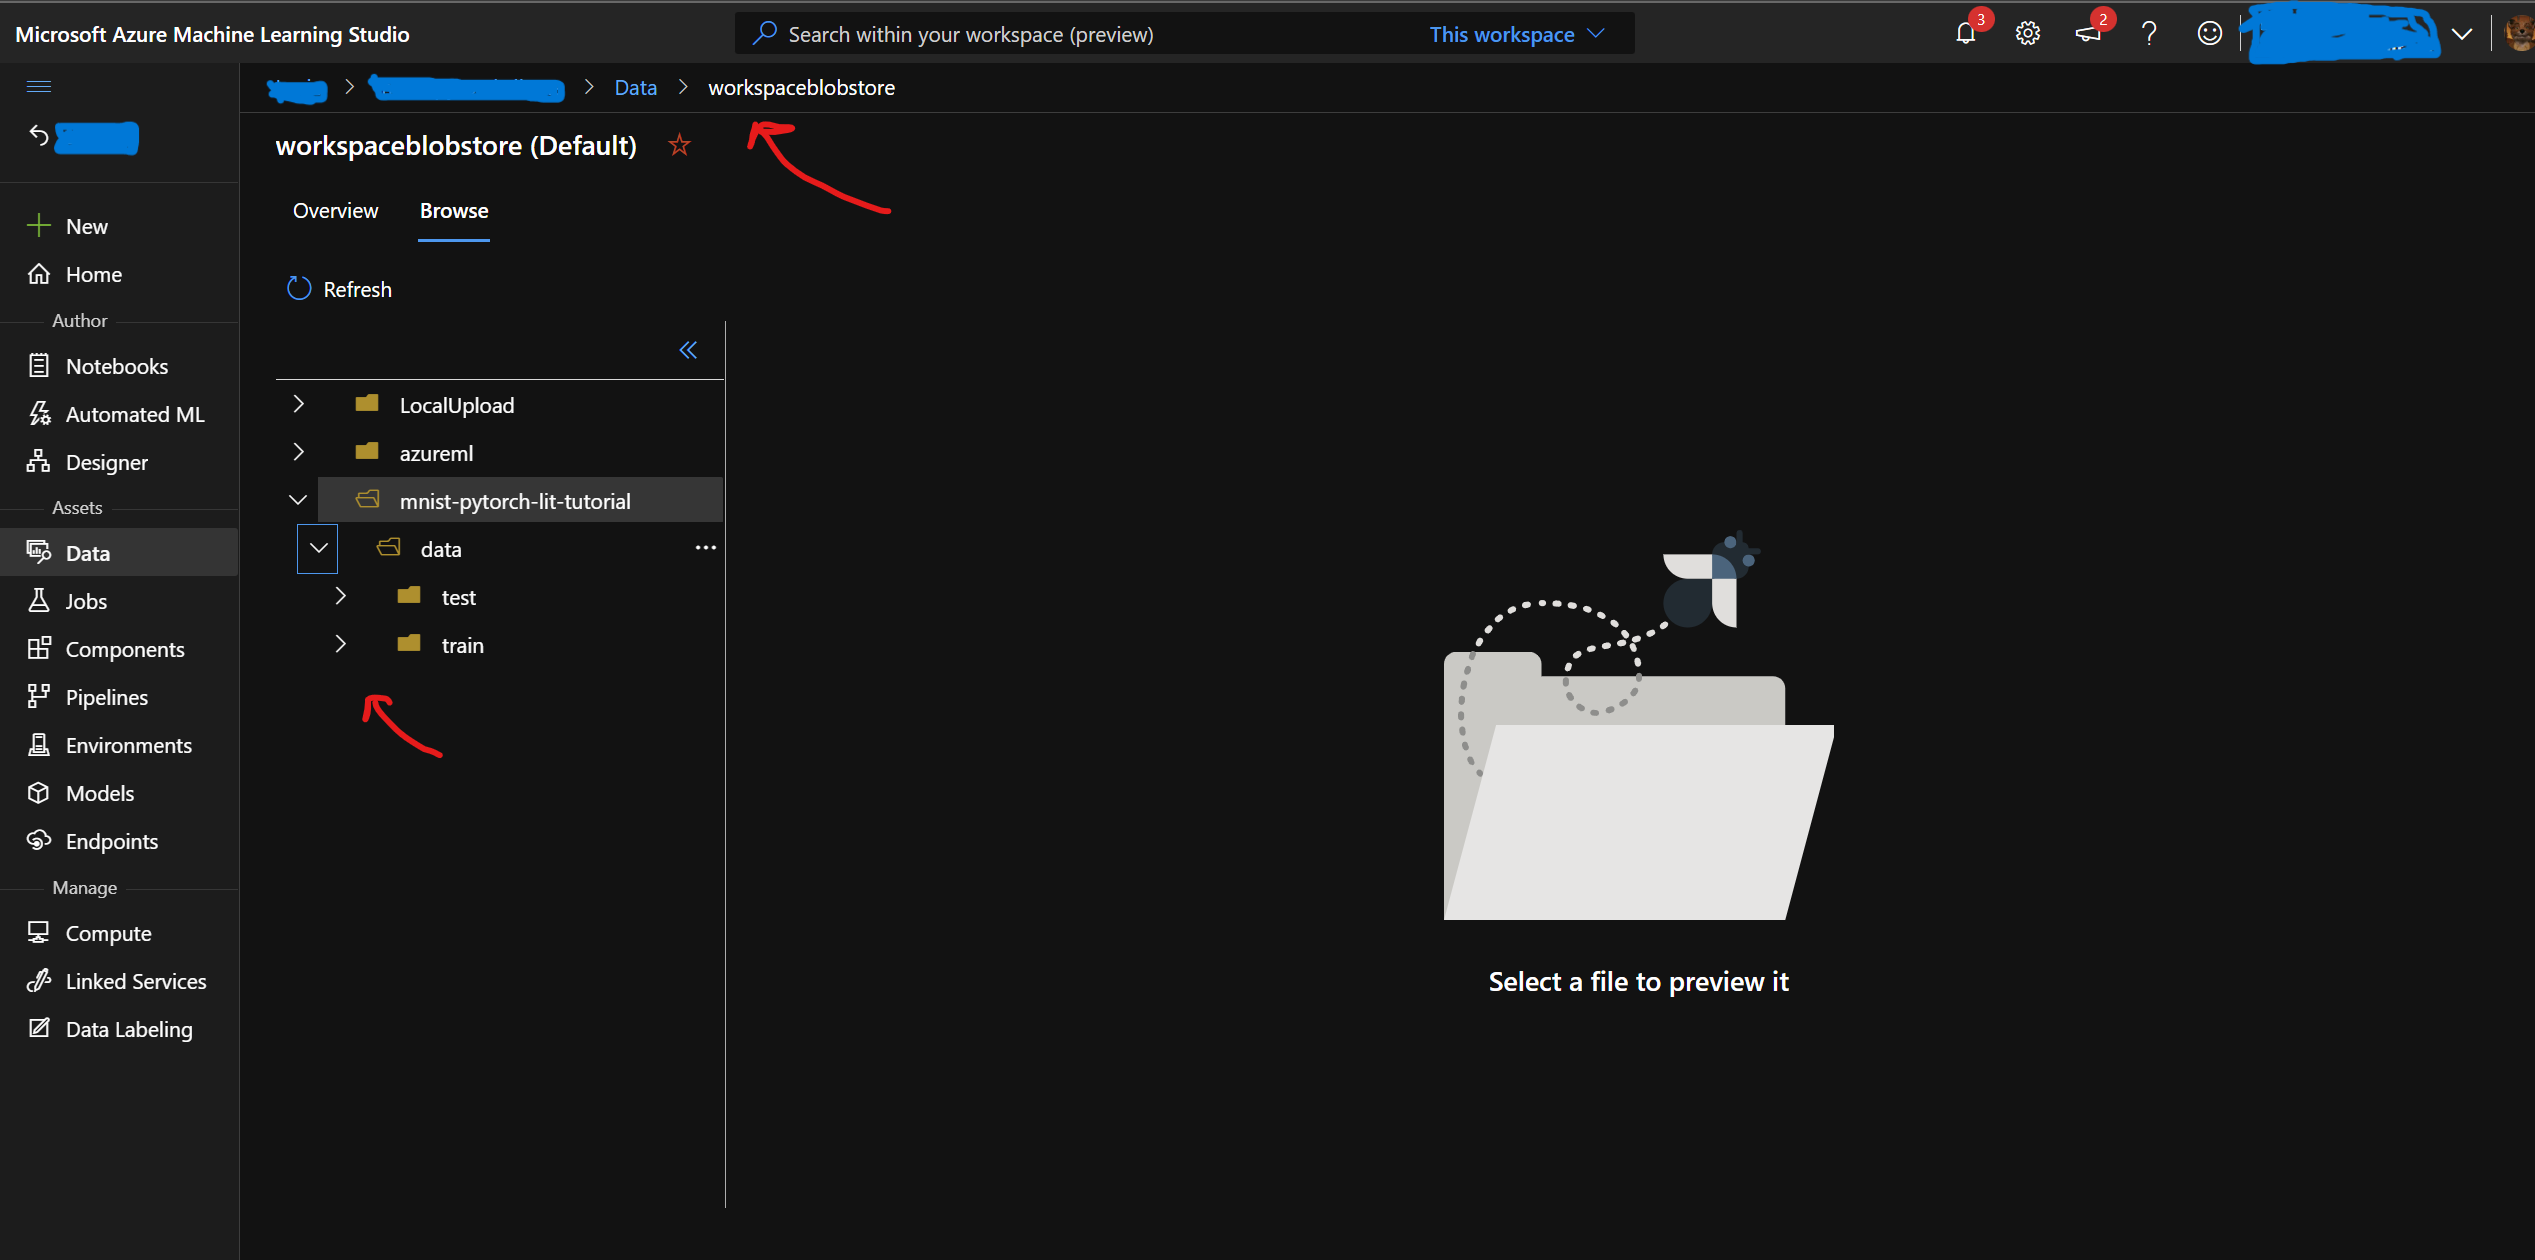 Microsoft Azure Machine Learning Studio
Search within your workspace (preview)
This workspace
3
2
Data
workspaceblobstore
workspaceblobstore (Default)
Overview
Browse
Refresh
New
Home
Author
Notebooks
Automated ML
Designer
Assets
Data
Jobs
Components
Pipelines
Environments
Models
Endpoints
Manage
Compute
Linked Services
Data Labeling
LocalUpload
azureml
mnist-pytorch-lit-tutorial
data
test
train
Select a file to preview it